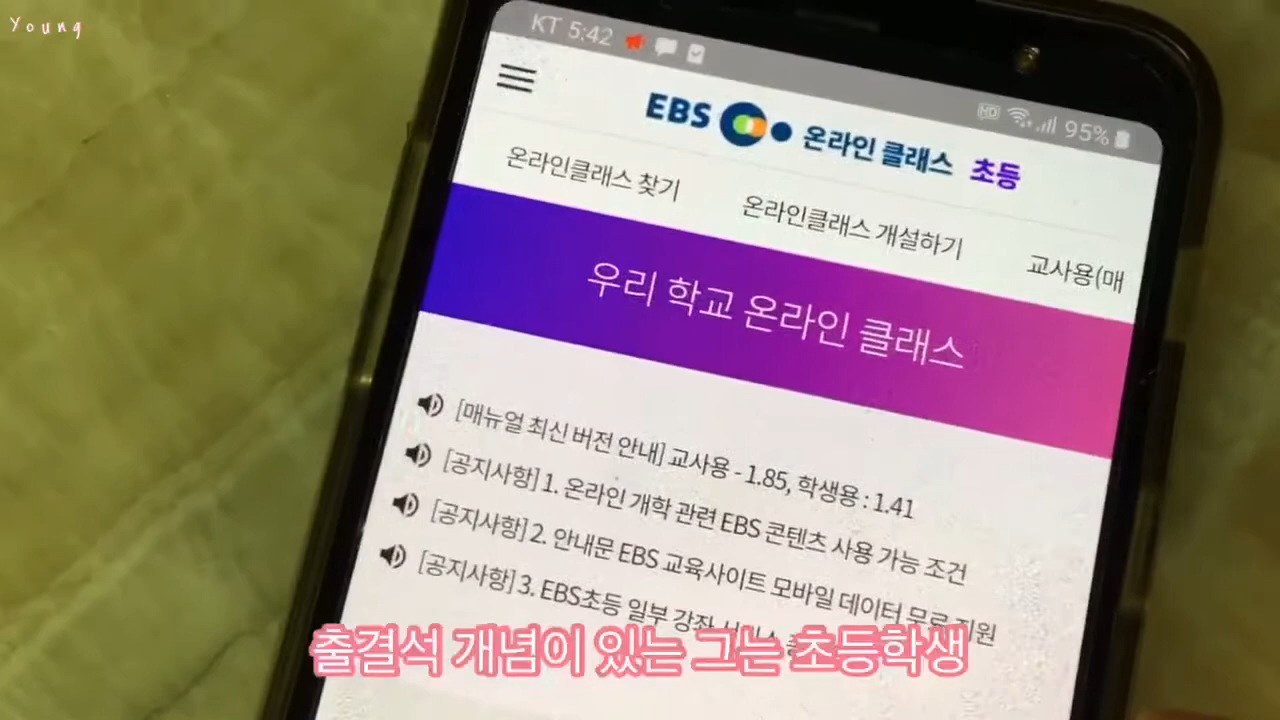 Young
KT 5:42
HD 95%
EBS 온라인 클래스 초등
온라인클래스 찾기 온라인클래스 개설하기 교사용(매
우리 학교 온라인 클래스
[매뉴얼 최신 버전 안내] 교사용 - 1.85, 학생용 : 1.41
[공지사항] 1. 온라인 개학 관련 EBS 콘텐츠 사용 가능 조건
[공지사항] 2. 안내문 EBS 교육사이트 모바일 데이터 무료 지원
[공지사항] 3. EBS초등 일부 강좌 서비스
출결석 개념이 있는 그는 초등학생